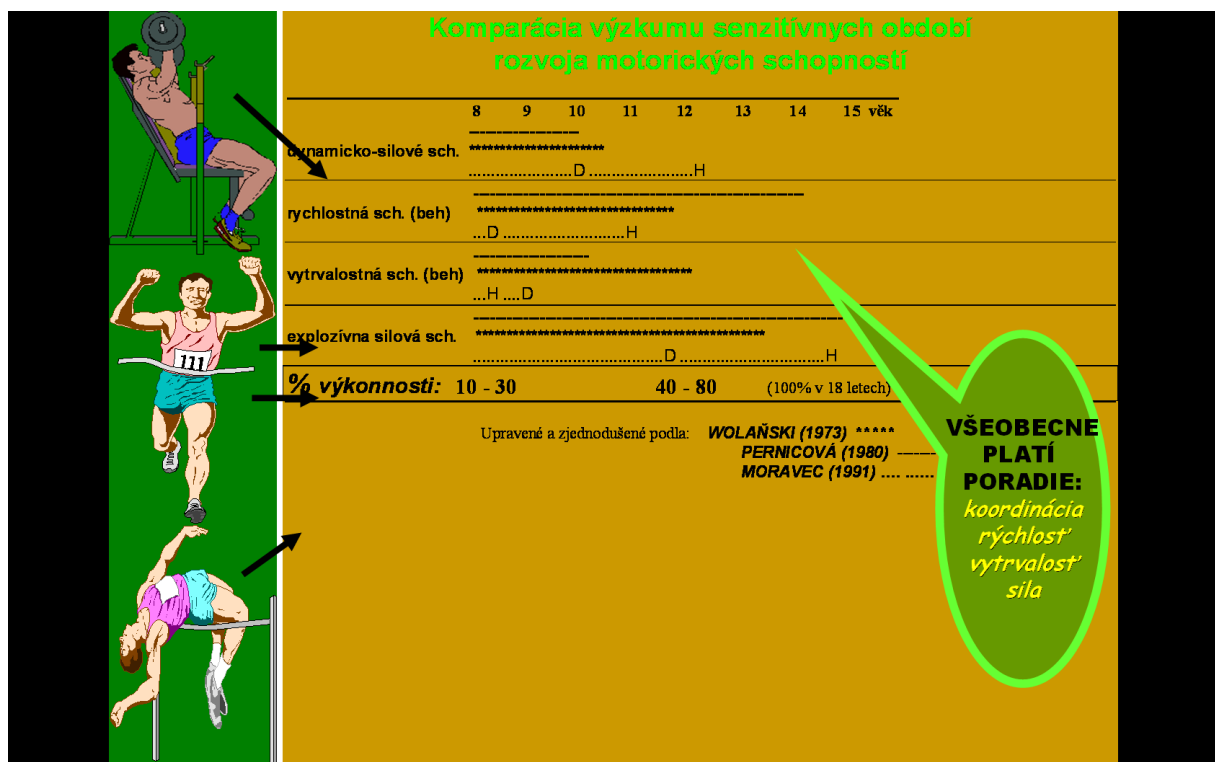 Komparácia výzkumu senzitívnych období
rozvoja motorických schopností
8 9 10 11 12 13 14 15 věk
--------------------
dynamicko-silové sch. **********************
......................D ......................H
------------------------------------------------------------
rychlostná sch. (beh) ********************************
...D ..........................H
----------------------
vytrvalostná sch. (beh) ***********************************
...H ....D
--------------------------------------------------------------------
explozívna silová sch. ***********************************************
.........................................D ...............................H
% výkonnosti: 10 - 30 40 - 80 (100% v 18 letech)
Upravené a zjednodušené podla: WOLAŇSKI (1973) *****
PERNICOVÁ (1980) -------
MORAVEC (1991) .... ......
VŠEOBECNE
PLATÍ
PORADIE:
koordinácia
rýchlosť
vytrvalosť
sila
111